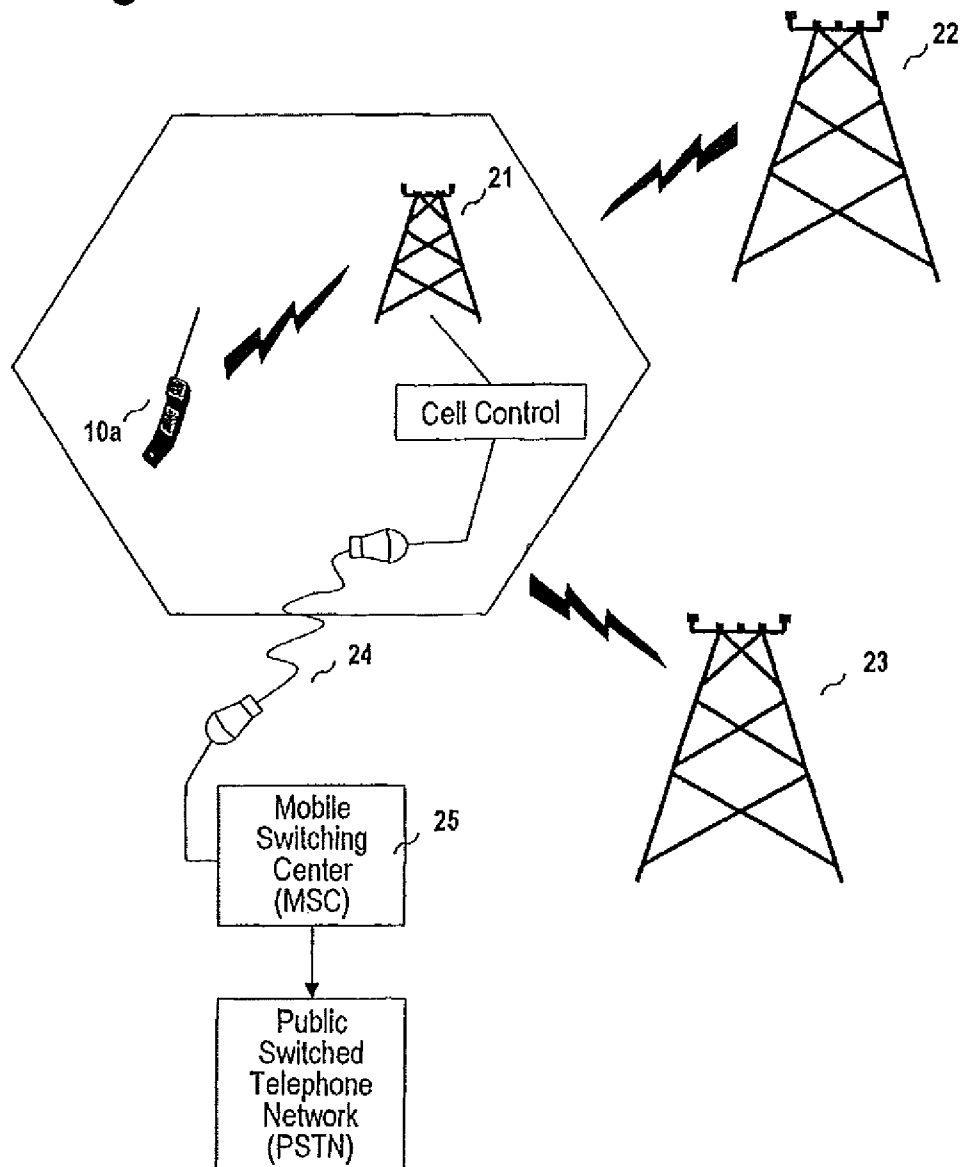 22
21
10a
Cell Control
24
23
Mobile
Switching
Center
(MSC)
25
Public
Switched
Telephone
Network
(PSTN)